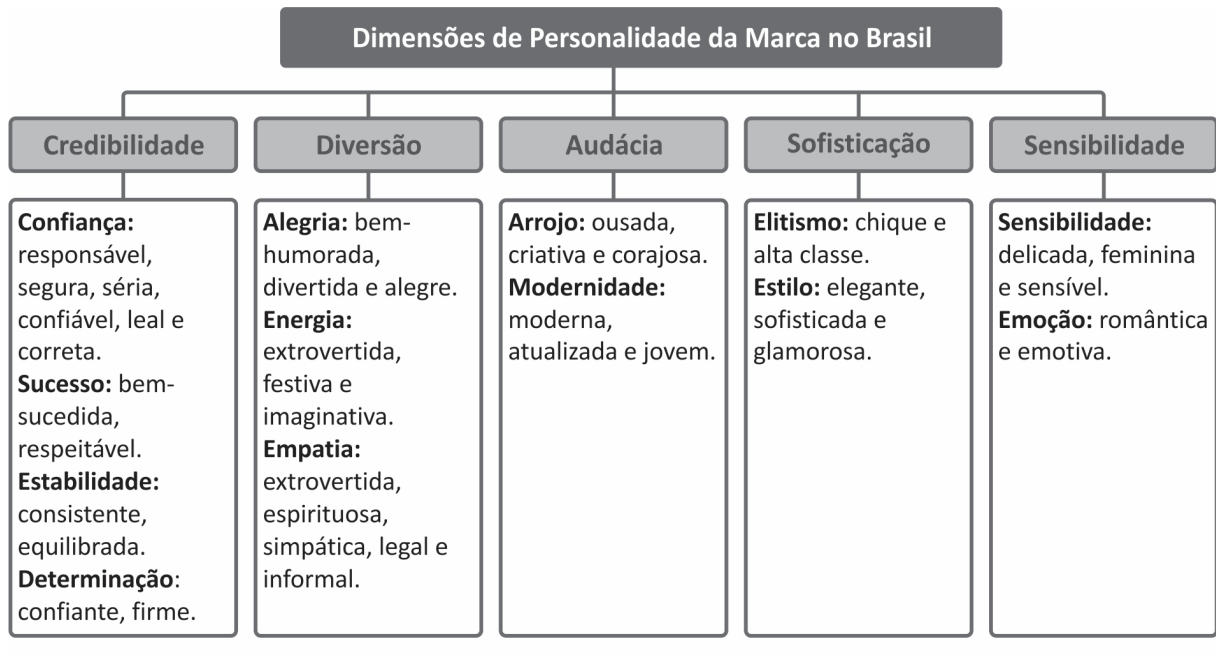 Dimensões de Personalidade da Marca no Brasil
Credibilidade
Confiança:
responsável,
segura, séria,
confiável, leal e
correta.
Sucesso: bem-
sucedida,
respeitável.
Estabilidade:
consistente,
equilibrada.
Determinação:
confiante, firme.
Diversão
Alegria: bem-
humorada,
divertida e alegre.
Energia:
extrovertida,
festiva e
imaginativa.
Empatia:
extrovertida,
espirituosa,
simpática, legal e
informal.
Audácia
Arrojo: ousada,
criativa e corajosa.
Modernidade:
moderna,
atualizada e jovem.
Sofisticação
Elitismo: chique e
alta classe.
Estilo: elegante,
sofisticada e
glamorosa.
Sensibilidade
Sensibilidade:
delicada, feminina
e sensível.
Emoção: romântica
e emotiva.